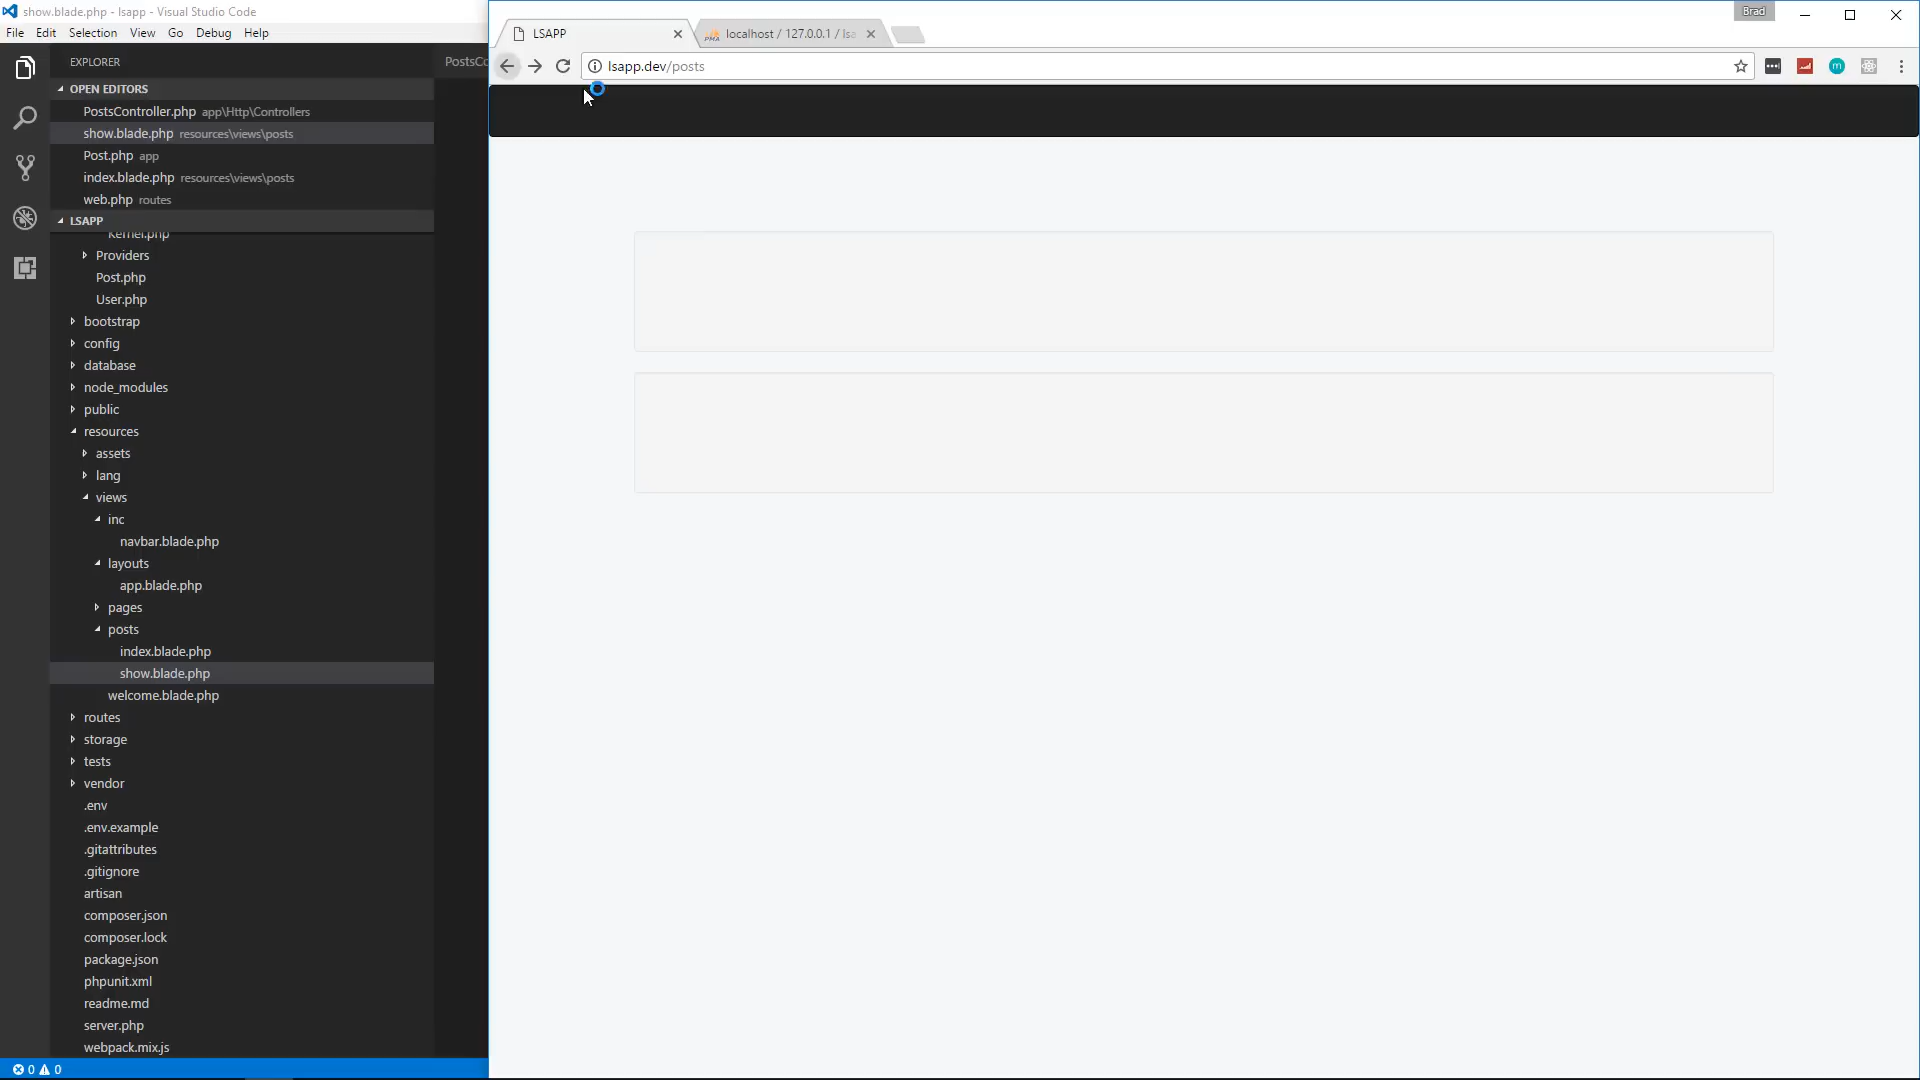 show.blade.php - lsapp - Visual Studio Code
File Edit Selection View Go Debug Help
EXPLORER
OPEN EDITORS
PostsController.php app\Http\Controllers
show.blade.php resources\views\posts
Post.php app
index.blade.php resources\views\posts
web.php routes
LSAPP
Kernel.php
Providers
Post.php
User.php
bootstrap
config
database
node_modules
public
resources
assets
lang
views
inc
navbar.blade.php
layouts
app.blade.php
pages
posts
index.blade.php
show.blade.php
welcome.blade.php
routes
storage
tests
vendor
.env
.env.example
.gitattributes
.gitignore
artisan
composer.json
composer.lock
package.json
phpunit.xml
readme.md
server.php
webpack.mix.js
0 0
PostsCo
Brad
LSAPP
localhost / 127.0.0.1 / lsa
lsapp.dev/posts
PMA
m